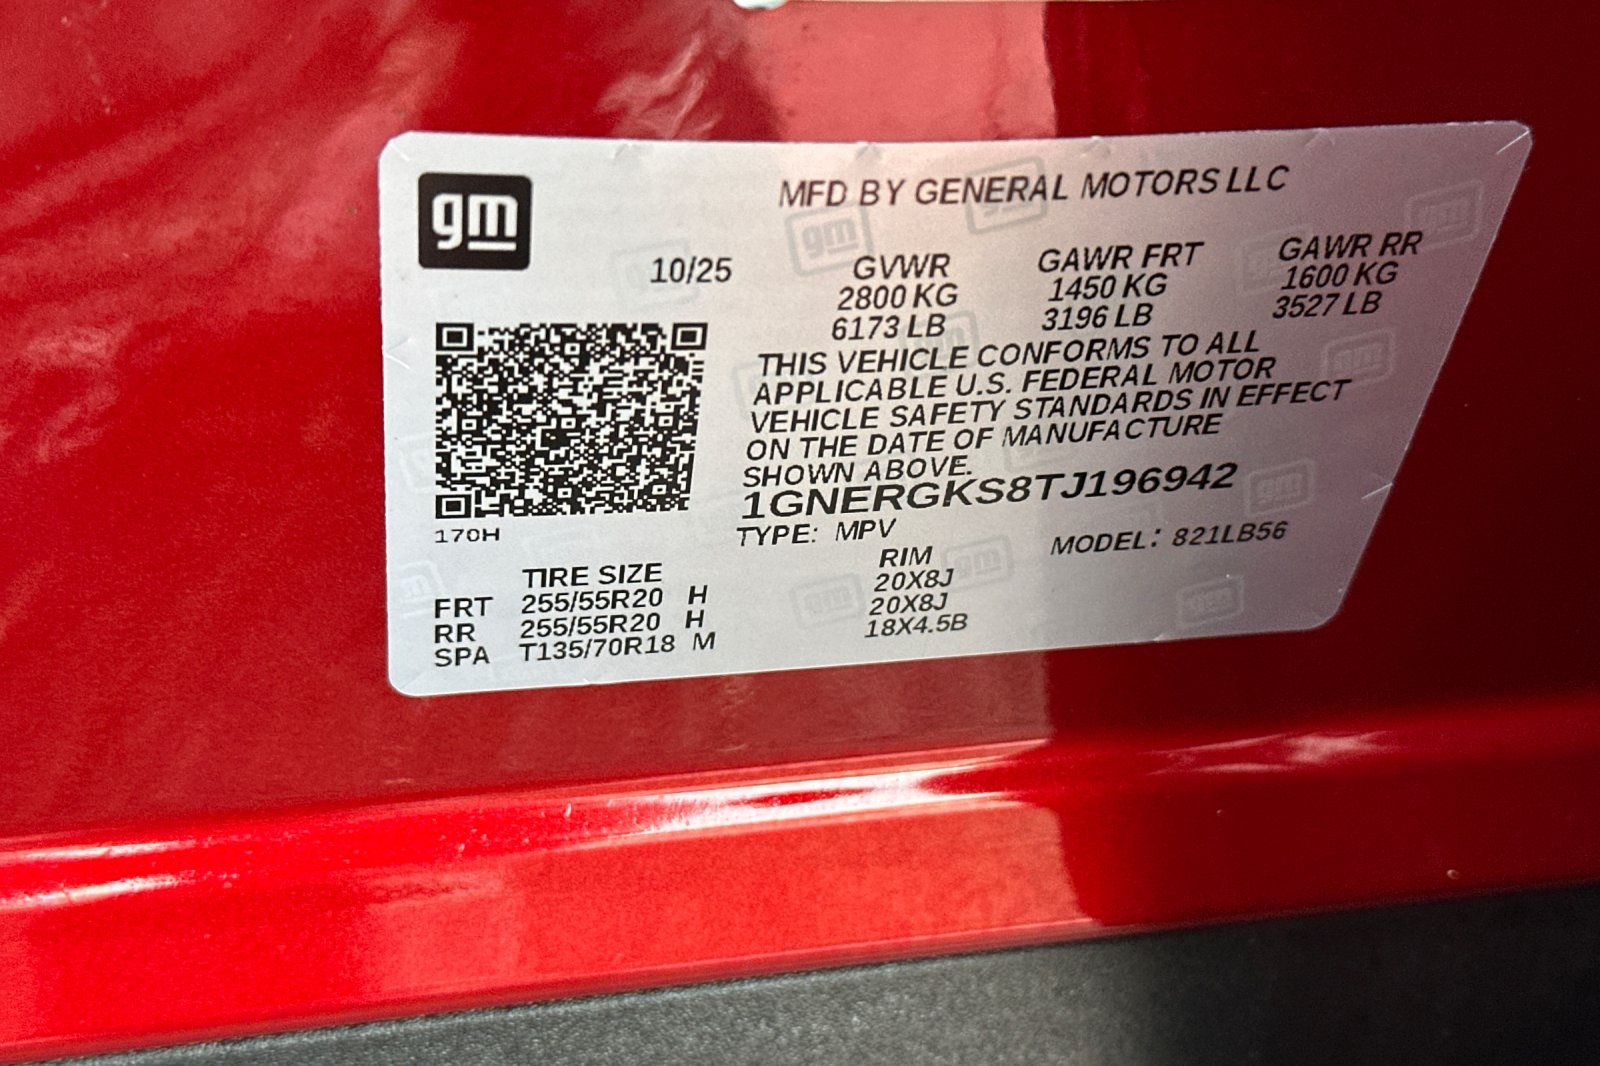 gm
MFD BY GENERAL MOTORS LLC
10/25
GVWR GAWR FRT GAWR RR
2800 KG 1450 KG 1600 KG
6173 LB 3196 LB 3527 LB
THIS VEHICLE CONFORMS TO ALL
APPLICABLE U.S. FEDERAL MOTOR
VEHICLE SAFETY STANDARDS IN EFFECT
ON THE DATE OF MANUFACTURE
SHOWN ABOVE.
1GNERGKS8TJ196942
170H
TYPE: MPV MODEL: 821LB56
TIRE SIZE RIM
FRT 255/55R20 H 20X8J
RR 255/55R20 H 20X8J
SPA T135/70R18 M 18X4.5B